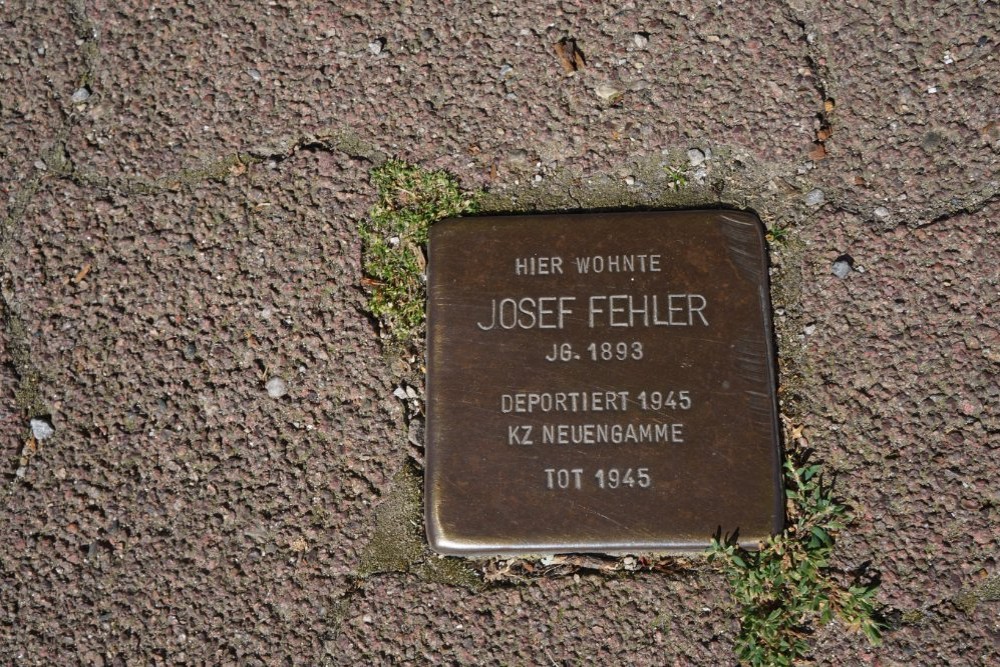 HIER WOHNTE
JOSEF FEHLER
JG. 1893
DEPORTIERT 1945
KZ NEUENGAMME
TOT 1945